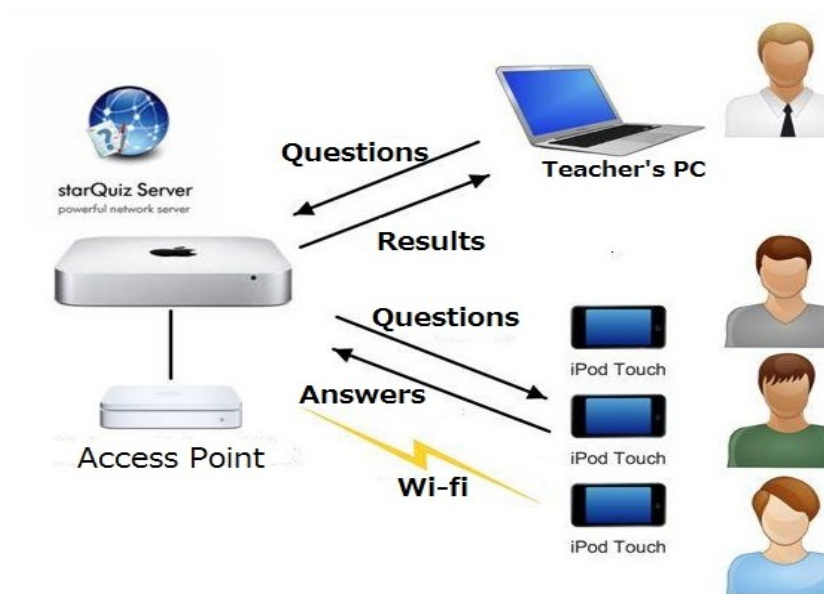 Questions
Teacher's PC
starQuiz Server
powerful network server
Results
Questions
iPod Touch
Answers
Access Point
iPod Touch
Wi-fi
iPod Touch